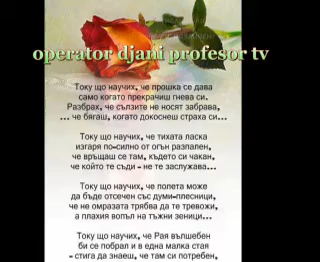 operator djani profesor tv
Току що научих, че прошка се дава
само когато прекрачиш гнева си.
Разбрах, че сълзите не носят забрава,
... че бягаш, когато докоснеш страха си...
Току що научих, че тихата ласка
изгаря по-силно от огън разпален,
че връщаш се там, където си чакан,
че който те съди - не те заслужава...
Току що научих, че полета може
да бъде отсечен със думи-плесници,
че не омразата трябва да те тревожи,
а плахия вопъл на тъжни зеници...
Току що научих, че Рая вълшебен
би се побрал и в една малка стая
- стига да знаеш, че там си потребен,